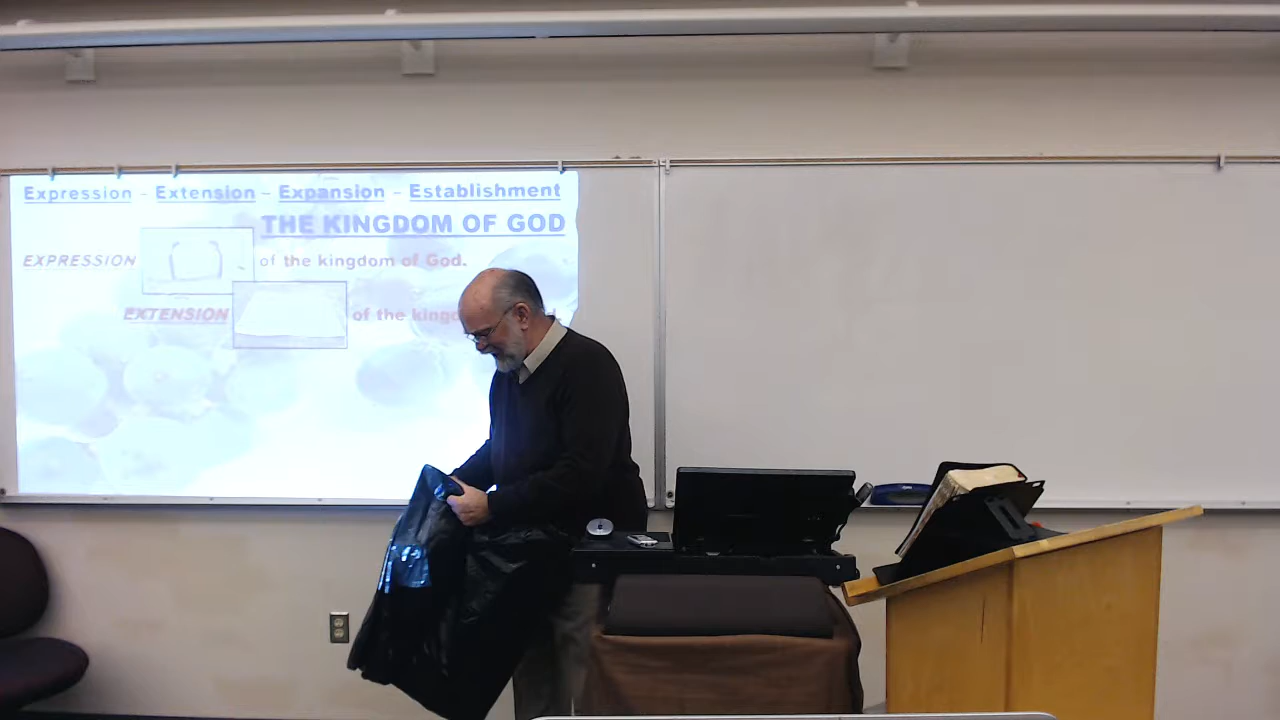 Expression – Extension – Expansion – Establishment
THE KINGDOM OF GOD
EXPRESSION of the kingdom of God.
EXTENSION of the